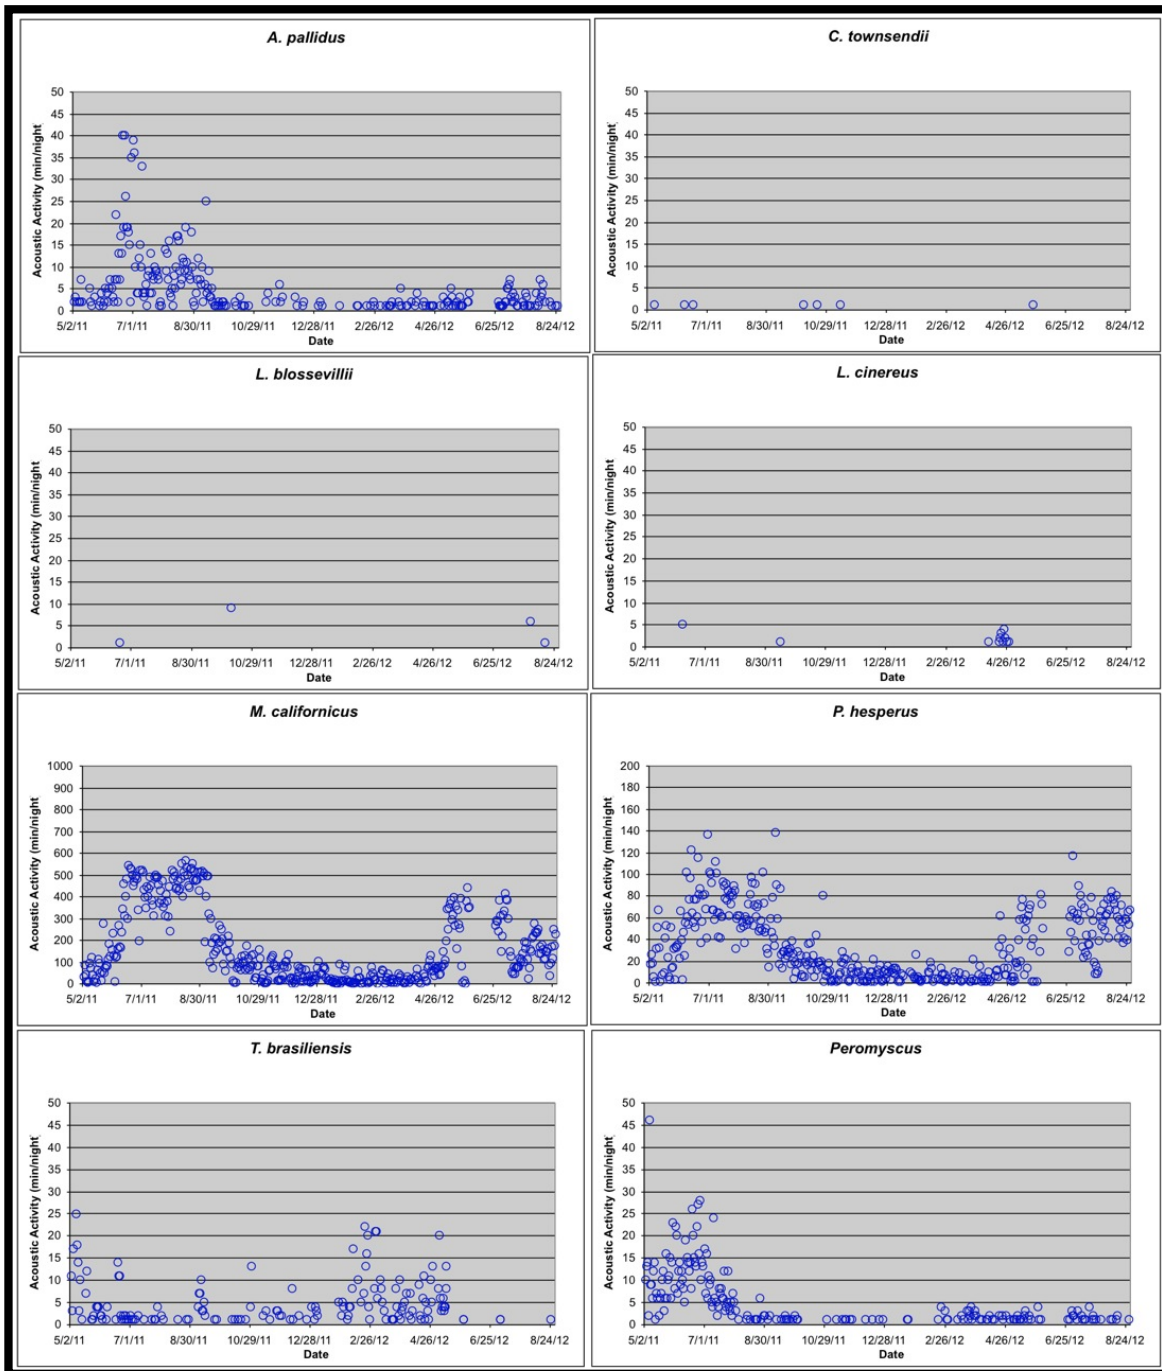 A. pallidus
Acoustic Activity (min/night
50
45
40
35
30
25
20
15
10
5
0
5/2/11 7/1/11 8/30/11 10/29/11 12/28/11 2/26/12 4/26/12 6/25/12 8/24/12
Date
C. townsendii
Acoustic Activity (min/night
50
45
40
35
30
25
20
15
10
5
0
5/2/11 7/1/11 8/30/11 10/29/11 12/28/11 2/26/12 4/26/12 6/25/12 8/24/12
Date
L. blossevillii
Acoustic Activity (min/night
50
45
40
35
30
25
20
15
10
5
0
5/2/11 7/1/11 8/30/11 10/29/11 12/28/11 2/26/12 4/26/12 6/25/12 8/24/12
Date
L. cinereus
Acoustic Activity (min/night
50
45
40
35
30
25
20
15
10
5
0
5/2/11 7/1/11 8/30/11 10/29/11 12/28/11 2/26/12 4/26/12 6/25/12 8/24/12
Date
M. californicus
Acoustic Activity (min/night
1000
900
800
700
600
500
400
300
200
100
0
5/2/11 7/1/11 8/30/11 10/29/11 12/28/11 2/26/12 4/26/12 6/25/12 8/24/12
Date
P. hesperus
Acoustic Activity (min/night
200
180
160
140
120
100
80
60
40
20
0
5/2/11 7/1/11 8/30/11 10/29/11 12/28/11 2/26/12 4/26/12 6/25/12 8/24/12
Date
T. brasiliensis
Acoustic Activity (min/night
50
45
40
35
30
25
20
15
10
5
0
5/2/11 7/1/11 8/30/11 10/29/11 12/28/11 2/26/12 4/26/12 6/25/12 8/24/12
Date
Peromyscus
Acoustic Activity (min/night
50
45
40
35
30
25
20
15
10
5
0
5/2/11 7/1/11 8/30/11 10/29/11 12/28/11 2/26/12 4/26/12 6/25/12 8/24/12
Date